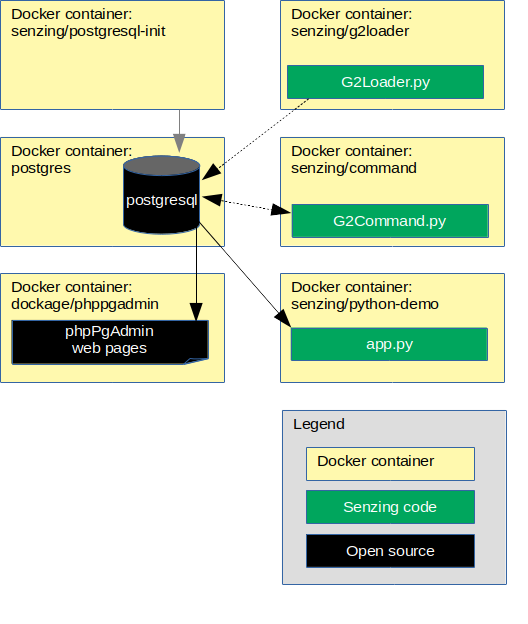 Docker container:
senzing/postgresql-init
Docker container:
senzing/g2loader
G2Loader.py
Docker container:
postgres
postgresql
Docker container:
senzing/command
G2Command.py
Docker container:
dockage/phppgadmin
phpPgAdmin
web pages
Docker container:
senzing/python-demo
app.py
Legend
Docker container
Senzing code
Open source